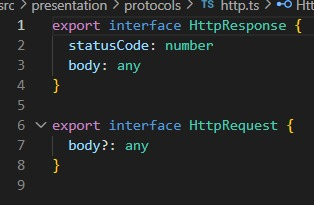 src > presentation > protocols > TS http.ts > HttpResponse
1 export interface HttpResponse {
2 statusCode: number
3 body: any
4 }
5
6 export interface HttpRequest {
7 body?: any
8 }
9